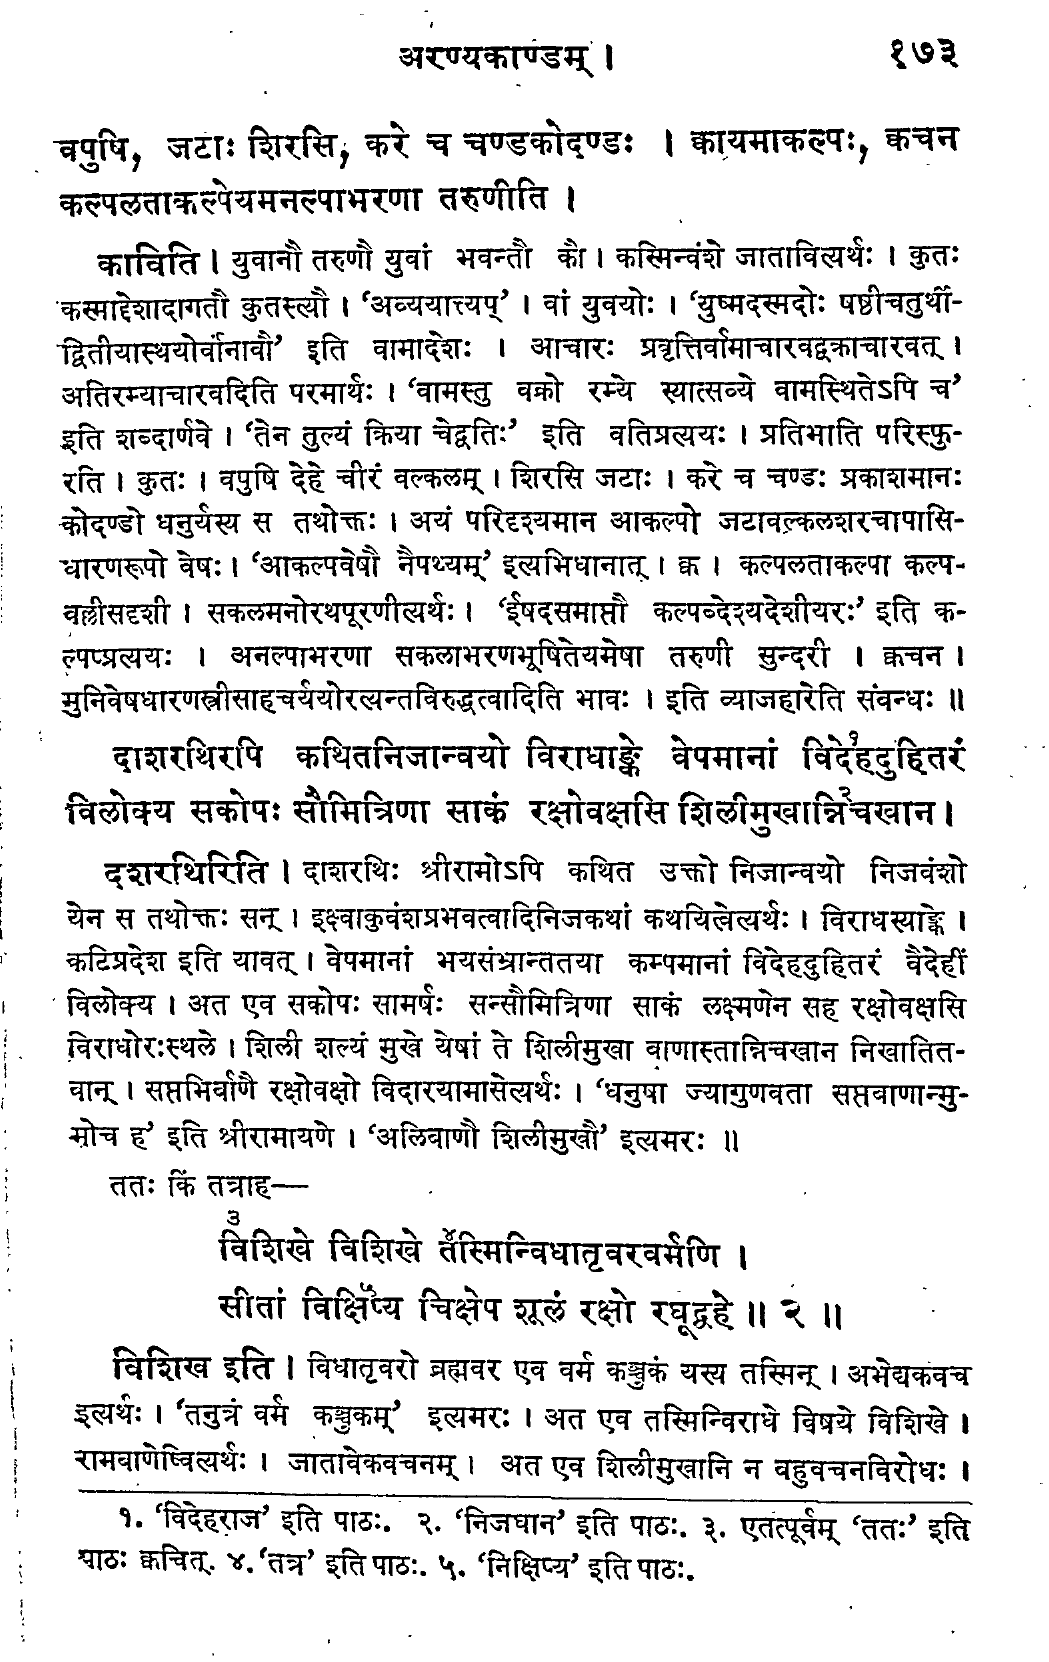 अरण्यकाण्डम् । १७३
वपुषि, जटाः शिरसि, करे च चण्डकोदण्डः । कायमाकल्पः, कचन
कल्पलताकल्पेयमनल्पाभरणा तरुणीति ।
काविति । युवानौ तरुणौ युवां भवन्तौ कौ । कस्मिन्वंशे जातावित्यर्थः । कुतः
कस्माद्देशादागतौ कुतस्त्यौ । ‘अव्ययात्त्यप्’ । वां युवयोः । ‘युष्मदस्मदोः षष्ठीचतुर्थी-
द्वितीयास्थयोर्वांनावौ’ इति वामादेशः । आचारः प्रवृत्तिर्वामाचारवद्वक्राचारवत् ।
अतिरम्याचारवदिति परमार्थः । ‘वामस्तु वक्रो रम्ये स्यात्सव्ये वामस्थितेऽपि च’
इति शब्दार्णवे । ‘तेन तुल्यं क्रिया चेद्वतिः’ इति वतिप्रत्ययः । प्रतिभाति परिस्फु-
रति । कुतः । वपुषि देहे चीरं वल्कलम् । शिरसि जटाः । करे च चण्डः प्रकाशमानः
कोदण्डो धनुर्यस्य स तथोक्तः । अयं परिदृश्यमान आकल्पो जटावल्कलशरचापासि-
धारणरूपो वेषः । ‘आकल्पवेषौ नैपथ्यम्’ इत्यभिधानात् । क्व । कल्पलताकल्पा कल्प-
वल्लीसदृशी । सकलमनोरथपूरणीत्यर्थः । ‘ईषदसमाप्तौ कल्पब्देश्यदेशीयरः’ इति क-
ल्पप्प्रत्ययः । अनल्पाभरणा सकलाभरणभूषितेयमेषा तरुणी सुन्दरी । क्वचन ।
मुनिवेषधारणस्त्रीसाहचर्ययोरत्यन्तविरुद्धत्वादिति भावः । इति व्याजहारेति संबन्धः ॥
दाशरथिरपि कथितनिजान्वयो विराधाङ्के वेपमानां विदे१हदुहितरं
विलोक्य सकोपः सौमित्रिणा साकं रक्षोवक्षसि शिलीमुखान्नि२चखान ।
दशरथिरिति । दाशरथिः श्रीरामोऽपि कथित उक्तो निजान्वयो निजवंशो
येन स तथोक्तः सन् । इक्ष्वाकुवंशप्रभवत्वादिनिजकथां कथयित्वेत्यर्थः । विराधस्याङ्के ।
कटिप्रदेश इति यावत् । वेपमानां भयसंभ्रान्ततया कम्पमानां विदेहदुहितरं वैदेहीं
विलोक्य । अत एव सकोपः सामर्षः सन्सौमित्रिणा साकं लक्ष्मणेन सह रक्षोवक्षसि
विराधोरःस्थले । शिली शल्यं मुखे येषां ते शिलीमुखा बाणास्तान्निचखान निखातित-
वान् । सप्तभिर्बाणै रक्षोवक्षो विदारयामासेत्यर्थः । ‘धनुषा ज्यागुणवता सप्तबाणान्मु-
मोच ह’ इति श्रीरामायणे । ‘अलिबाणौ शिलीमुखौ’ इत्यमरः ॥
ततः किं तत्राह—
३विशिखे विशिखे त४स्मिन्विधातृवरवर्मणि ।
सीतां विक्षि५प्य चिक्षेप शूलं रक्षो रघूद्वहे ॥ २ ॥
विशिख इति । विधातृवरो ब्रह्मवर एव वर्म कञ्चुकं यस्य तस्मिन् । अभेद्यकवच
इत्यर्थः । ‘तनुत्रं वर्म कञ्चुकम्’ इत्यमरः । अत एव तस्मिन्विराधे विषये विशिखे ।
रामबाणेष्वित्यर्थः । जातावेकवचनम् । अत एव शिलीमुखानि न बहुवचनविरोधः ।
१. ‘विदेहराज’ इति पाठः. २. ‘निजघान’ इति पाठः. ३. एतत्पूर्वम् ‘ततः’ इति
पाठः क्वचित्. ४. ‘तत्र’ इति पाठः. ५. ‘निक्षिप्य’ इति पाठः.